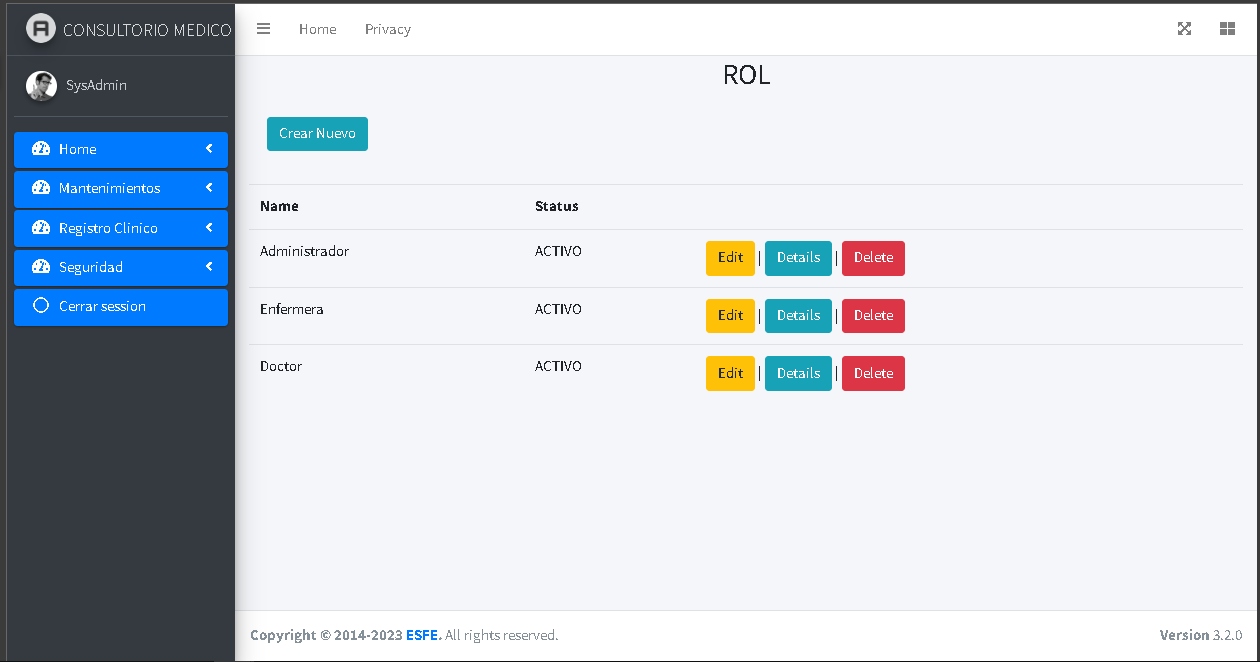 CONSULTORIO MEDICO
Home Privacy
SysAdmin
Home
Mantenimientos
Registro Clinico
Seguridad
Cerrar session
ROL
Crear Nuevo
Name Status
Administrador ACTIVO Edit | Details | Delete
Enfermera ACTIVO Edit | Details | Delete
Doctor ACTIVO Edit | Details | Delete
Copyright © 2014-2023 ESFE. All rights reserved.
Version 3.2.0